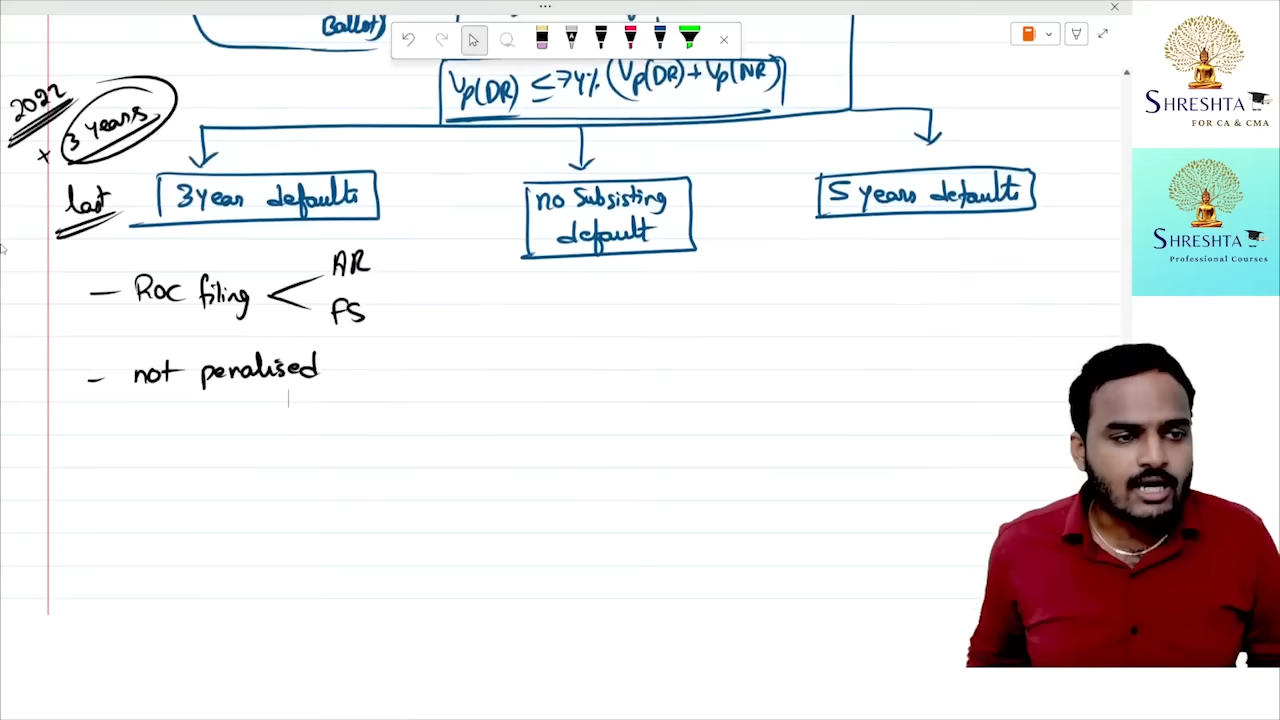 Ballot)
Vp(DR) ≤ 74% (Vp(DR) + Vp(NR))
2022
+ 3 years
last
3 year defaults
no Subsisting
default
5 years defaults
— ROC filing < AR
FS
- not penalised
SHRESHTA
FOR CA & CMA
SHRESHTA
Professional Courses